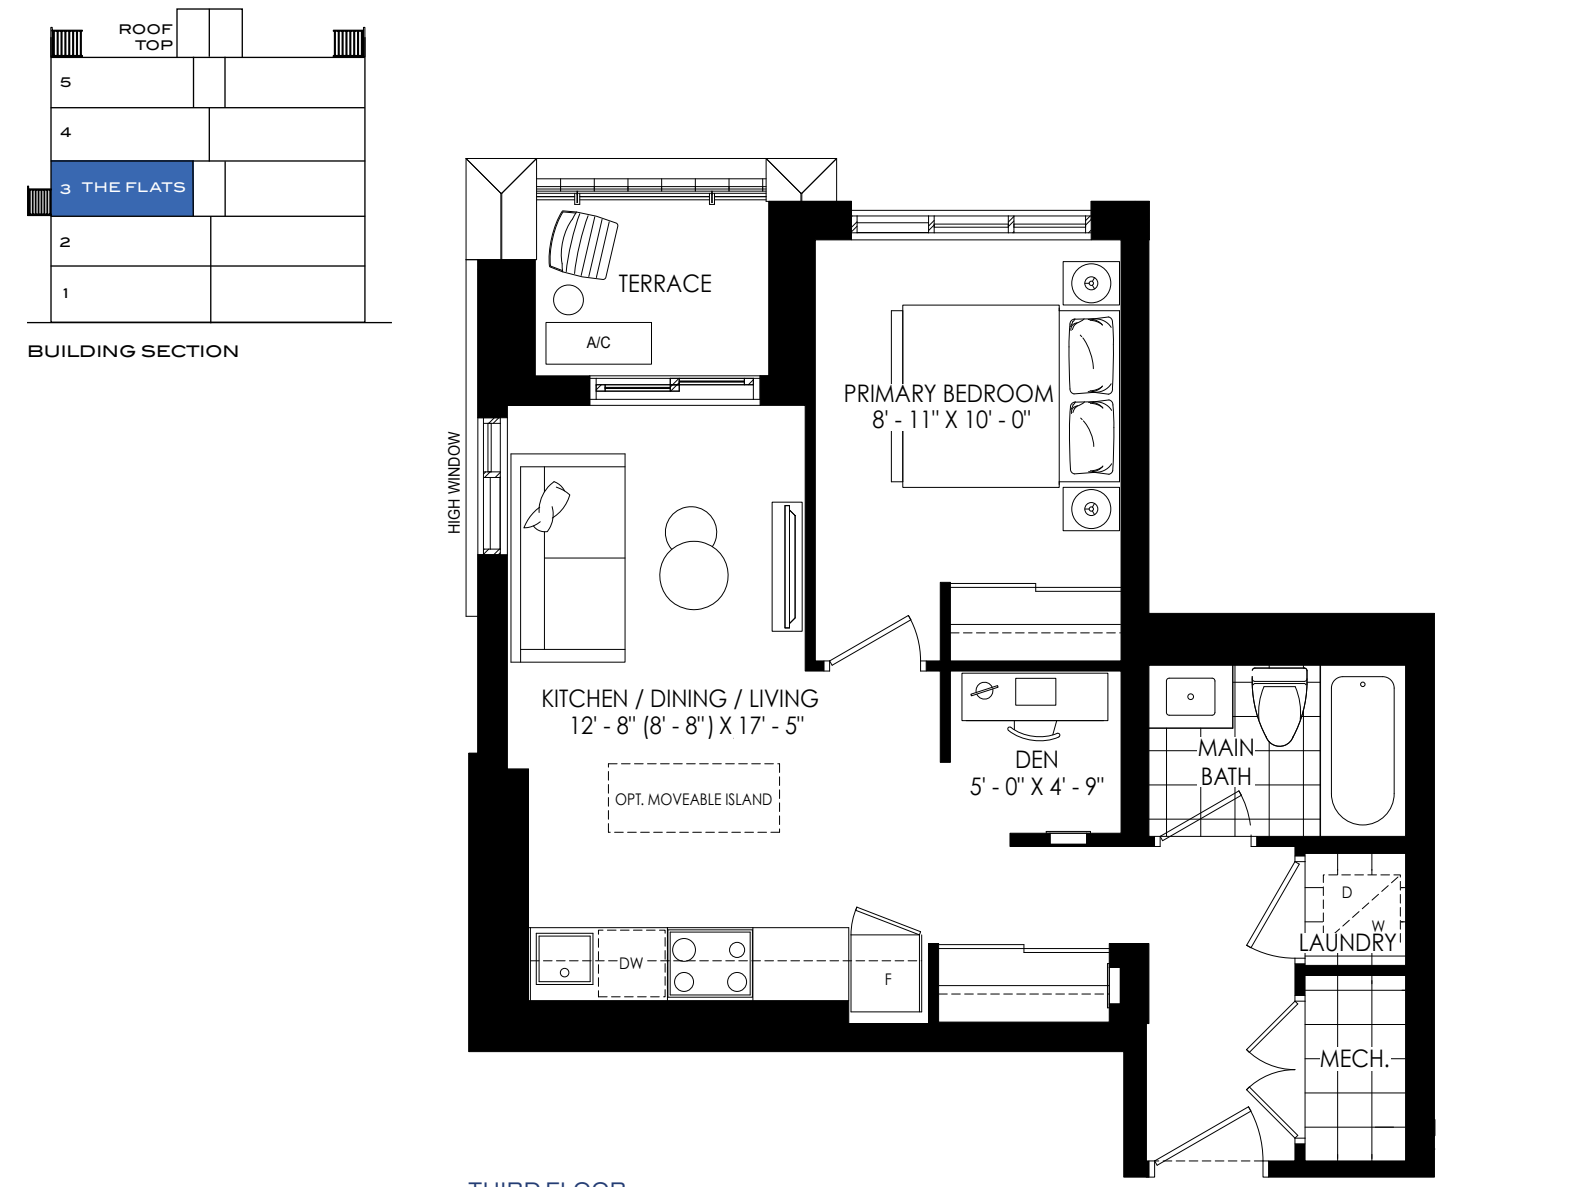 ROOF
TOP
5
4
3 THE FLATS
2
1
BUILDING SECTION
TERRACE
A/C
PRIMARY BEDROOM
8' - 11" X 10' - 0"
HIGH WINDOW
KITCHEN / DINING / LIVING
12' - 8" (8' - 8") X 17' - 5"
OPT. MOVEABLE ISLAND
DEN
5' - 0" X 4' - 9"
MAIN
BATH
D
W
LAUNDRY
DW
F
MECH.
THIRD FLOOR